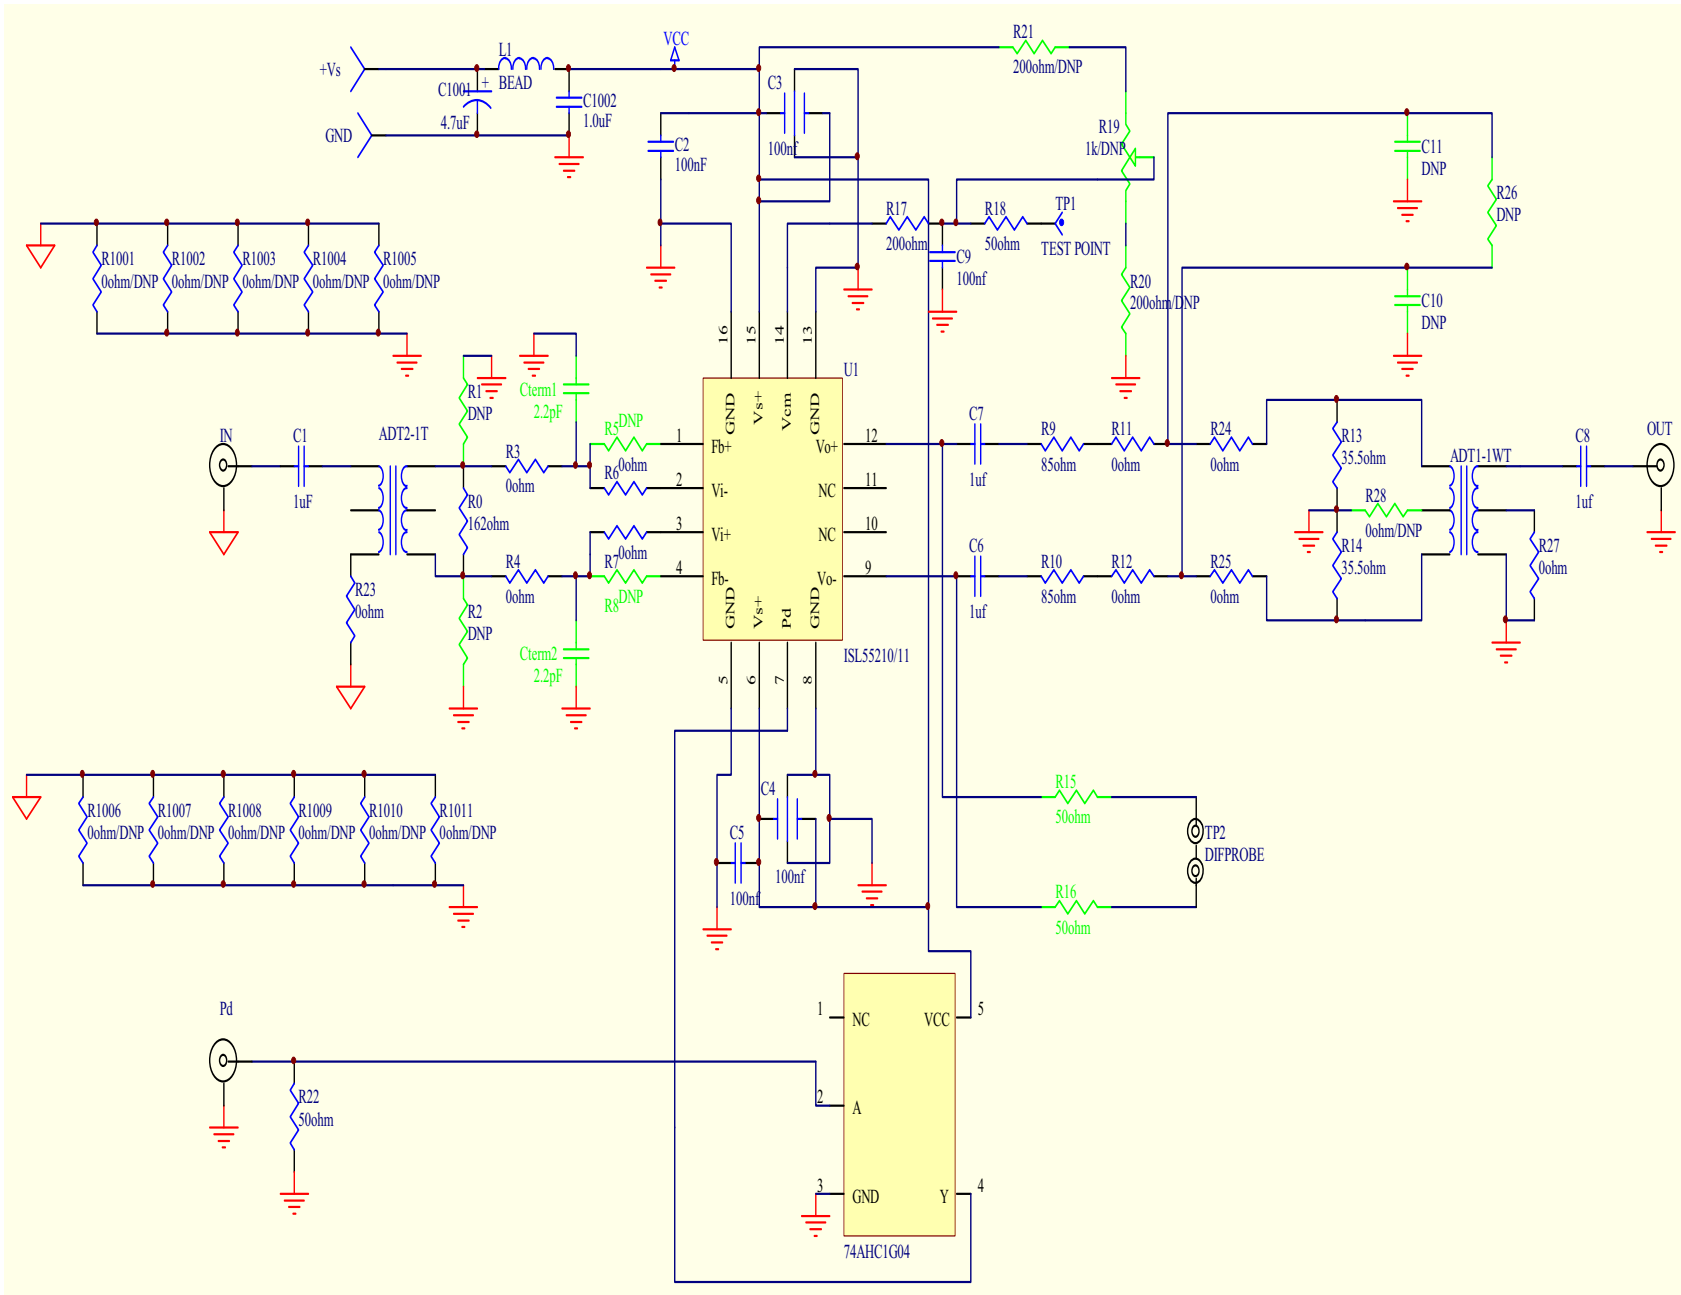 +Vs
GND
C1001
+
4.7uF
L1
BEAD
C1002
1.0uF
VCC
C3
100nf
C2
100nF
R21
200ohm/DNP
R19
1k/DNP
C11
DNP
R26
DNP
R17
200ohm
R18
50ohm
TP1
TEST POINT
C9
100nf
R20
200ohm/DNP
C10
DNP
R1001
0ohm/DNP
R1002
0ohm/DNP
R1003
0ohm/DNP
R1004
0ohm/DNP
R1005
0ohm/DNP
16
15
14
13
U1
GND
Vs+
Vcm
GND
R1
DNP
Cterm1
2.2pF
R5
DNP
0ohm
R6
IN
C1
1uF
ADT2-1T
R3
0ohm
R0
162ohm
R4
0ohm
R23
0ohm
R2
DNP
0ohm
R7
R8
DNP
Cterm2
2.2pF
1
Fb+
2
Vi-
3
Vi+
4
Fb-
12
Vo+
11
NC
10
NC
9
Vo-
GND
Vs+
Pd
GND
5
6
7
8
ISL55210/11
C7
1uf
R9
85ohm
R11
0ohm
R24
0ohm
C6
1uf
R10
85ohm
R12
0ohm
R25
0ohm
R13
35.5ohm
R28
0ohm/DNP
R14
35.5ohm
ADT1-1WT
C8
1uf
OUT
R27
0ohm
R1006
0ohm/DNP
R1007
0ohm/DNP
R1008
0ohm/DNP
R1009
0ohm/DNP
R1010
0ohm/DNP
R1011
0ohm/DNP
C4
100nf
C5
100nf
R15
50ohm
TP2
DIFPROBE
R16
50ohm
Pd
R22
50ohm
1
NC
VCC
5
2
A
3
GND
Y
4
74AHC1G04